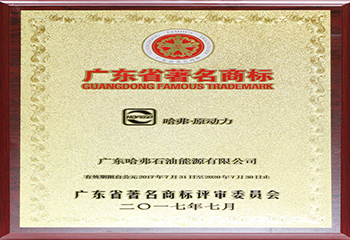 广东省著名商标
GUANGDONG FAMOUS TRADEMARK
哈弗·原动力
广东哈弗石油能源有限公司
有效期限自公元2017年7月31日至2020年7月30日止
广东省著名商标评审委员会
二〇一七年七月